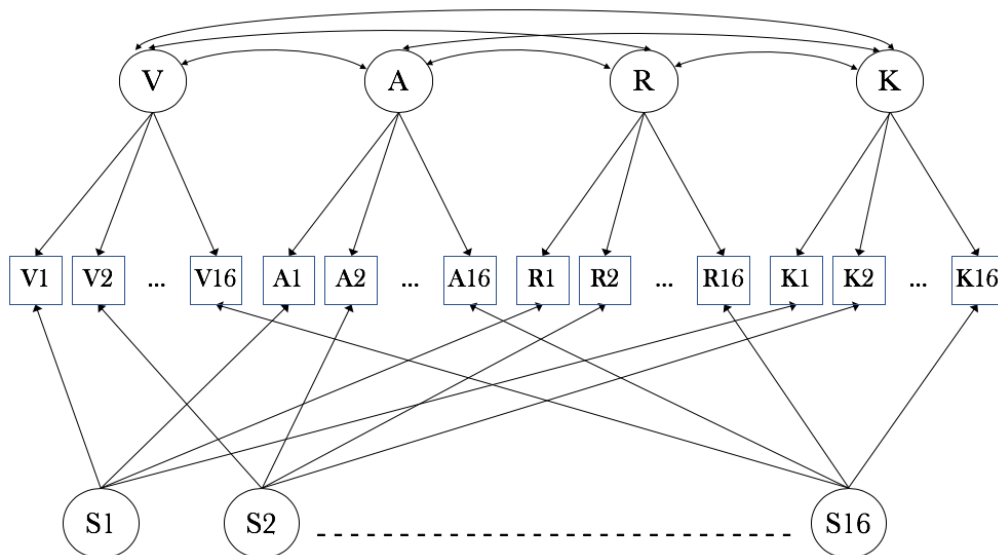 V A R K
V1 V2 ... V16 A1 A2 ... A16 R1 R2 ... R16 K1 K2 ... K16
S1 S2 S16